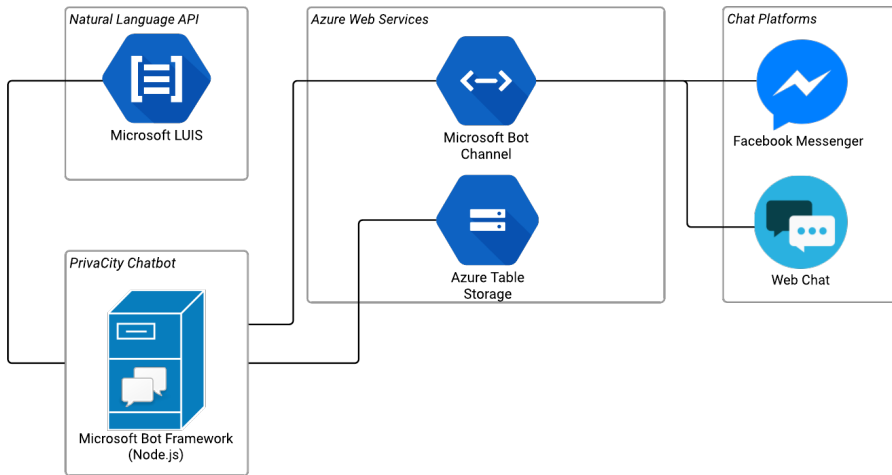 Natural Language API
Microsoft LUIS
Azure Web Services
Microsoft Bot
Channel
Azure Table
Storage
Chat Platforms
Facebook Messenger
Web Chat
PrivaCity Chatbot
Microsoft Bot Framework
(Node.js)